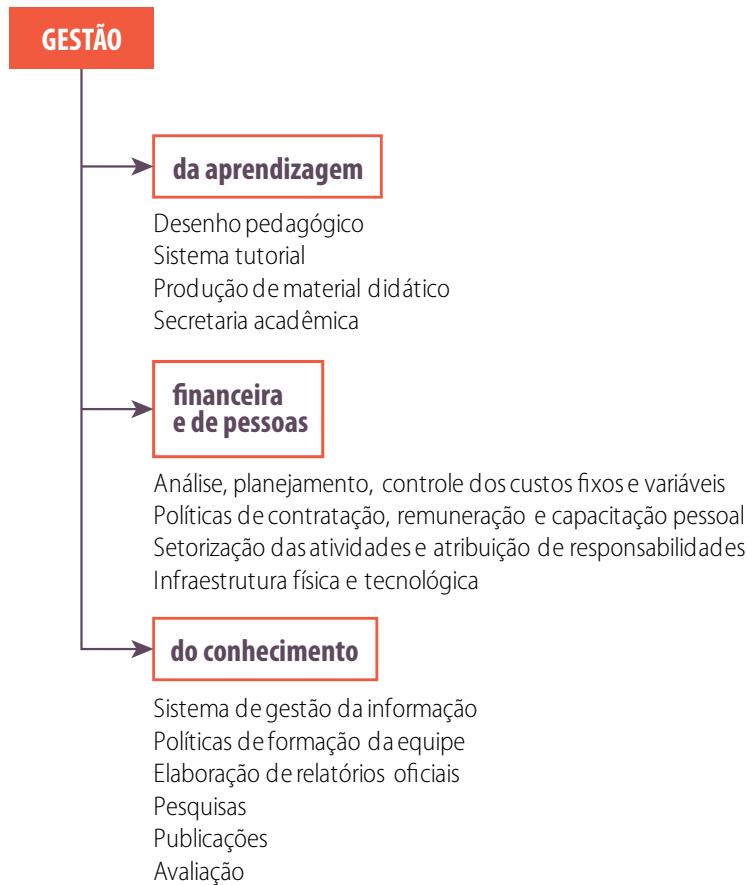 GESTÃO
da aprendizagem
Desenho pedagógico
Sistema tutorial
Produção de material didático
Secretaria acadêmica
financeira
e de pessoas
Análise, planejamento, controle dos custos fixos e variáveis
Políticas de contratação, remuneração e capacitação pessoal
Setorização das atividades e atribuição de responsabilidades
Infraestrutura física e tecnológica
do conhecimento
Sistema de gestão da informação
Políticas de formação da equipe
Elaboração de relatórios oficiais
Pesquisas
Publicações
Avaliação